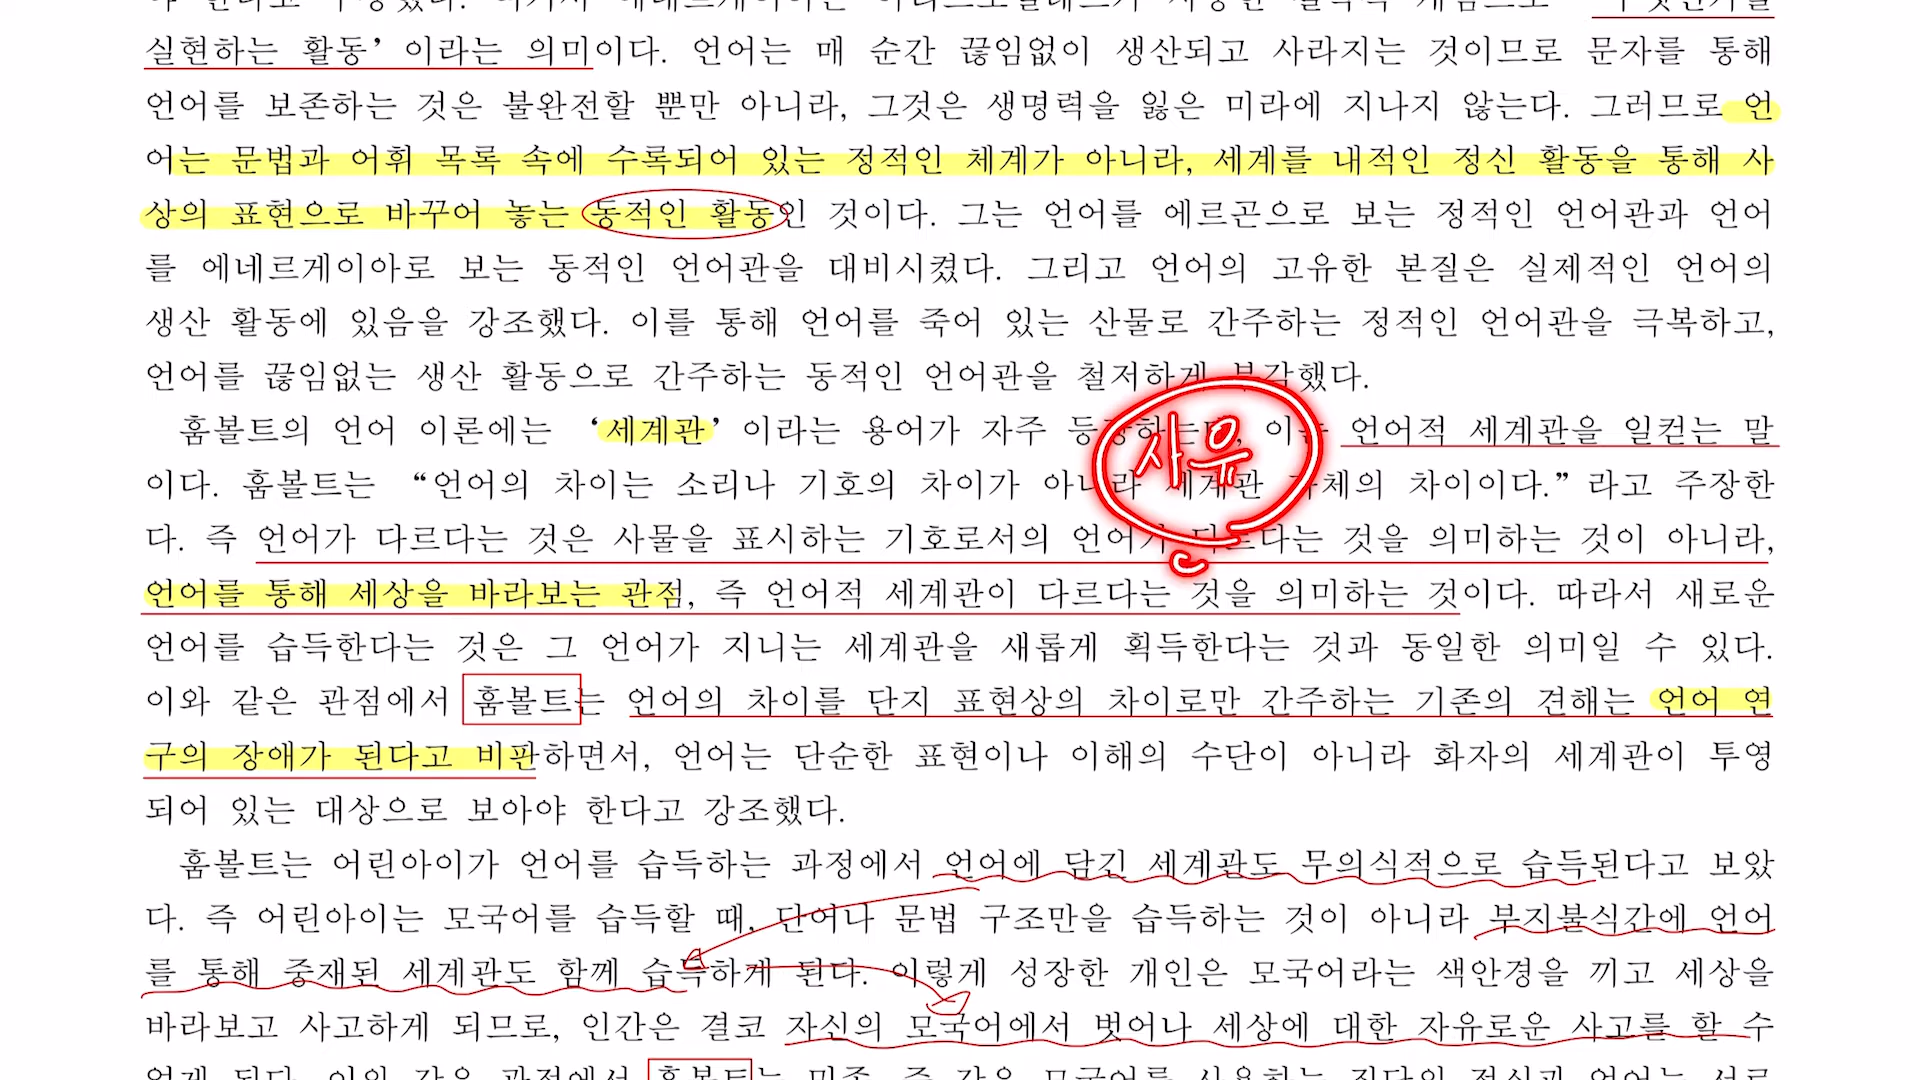 실현하는 활동’이라는 의미이다. 언어는 매 순간 끊임없이 생산되고 사라지는 것이므로 문자를 통해
언어를 보존하는 것은 불완전할 뿐만 아니라, 그것은 생명력을 잃은 미라에 지나지 않는다. 그러므로 언
어는 문법과 어휘 목록 속에 수록되어 있는 정적인 체계가 아니라, 세계를 내적인 정신 활동을 통해 사
상의 표현으로 바꾸어 놓는 동적인 활동인 것이다. 그는 언어를 에르곤으로 보는 정적인 언어관과 언어
를 에네르게이아로 보는 동적인 언어관을 대비시켰다. 그리고 언어의 고유한 본질은 실제적인 언어의
생산 활동에 있음을 강조했다. 이를 통해 언어를 죽어 있는 산물로 간주하는 정적인 언어관을 극복하고,
언어를 끊임없는 생산 활동으로 간주하는 동적인 언어관을 철저하게 부각했다.
훔볼트의 언어 이론에는 ‘세계관’이라는 용어가 자주 이는 언어적 세계관을 일컫는 말
사유
이다. 훔볼트는 “언어의 차이는 소리나 기호의 차이가 아니라 세계관 자체의 차이이다.”라고 주장한
다. 즉 언어가 다르다는 것은 사물을 표시하는 기호로서의 언어가 다르다는 것을 의미하는 것이 아니라,
언어를 통해 세상을 바라보는 관점, 즉 언어적 세계관이 다르다는 것을 의미하는 것이다. 따라서 새로운
언어를 습득한다는 것은 그 언어가 지니는 세계관을 새롭게 획득한다는 것과 동일한 의미일 수 있다.
이와 같은 관점에서 훔볼트는 언어의 차이를 단지 표현상의 차이로만 간주하는 기존의 견해는 언어 연
구의 장애가 된다고 비판하면서, 언어는 단순한 표현이나 이해의 수단이 아니라 화자의 세계관이 투영
되어 있는 대상으로 보아야 한다고 강조했다.
훔볼트는 어린아이가 언어를 습득하는 과정에서 언어에 담긴 세계관도 무의식적으로 습득된다고 보았
다. 즉 어린아이는 모국어를 습득할 때, 단어나 문법 구조만을 습득하는 것이 아니라 부지불식간에 언어
를 통해 중재된 세계관도 함께 습득하게 된다. 이렇게 성장한 개인은 모국어라는 색안경을 끼고 세상을
바라보고 사고하게 되므로, 인간은 결코 자신의 모국어에서 벗어나 세상에 대한 자유로운 사고를 할 수